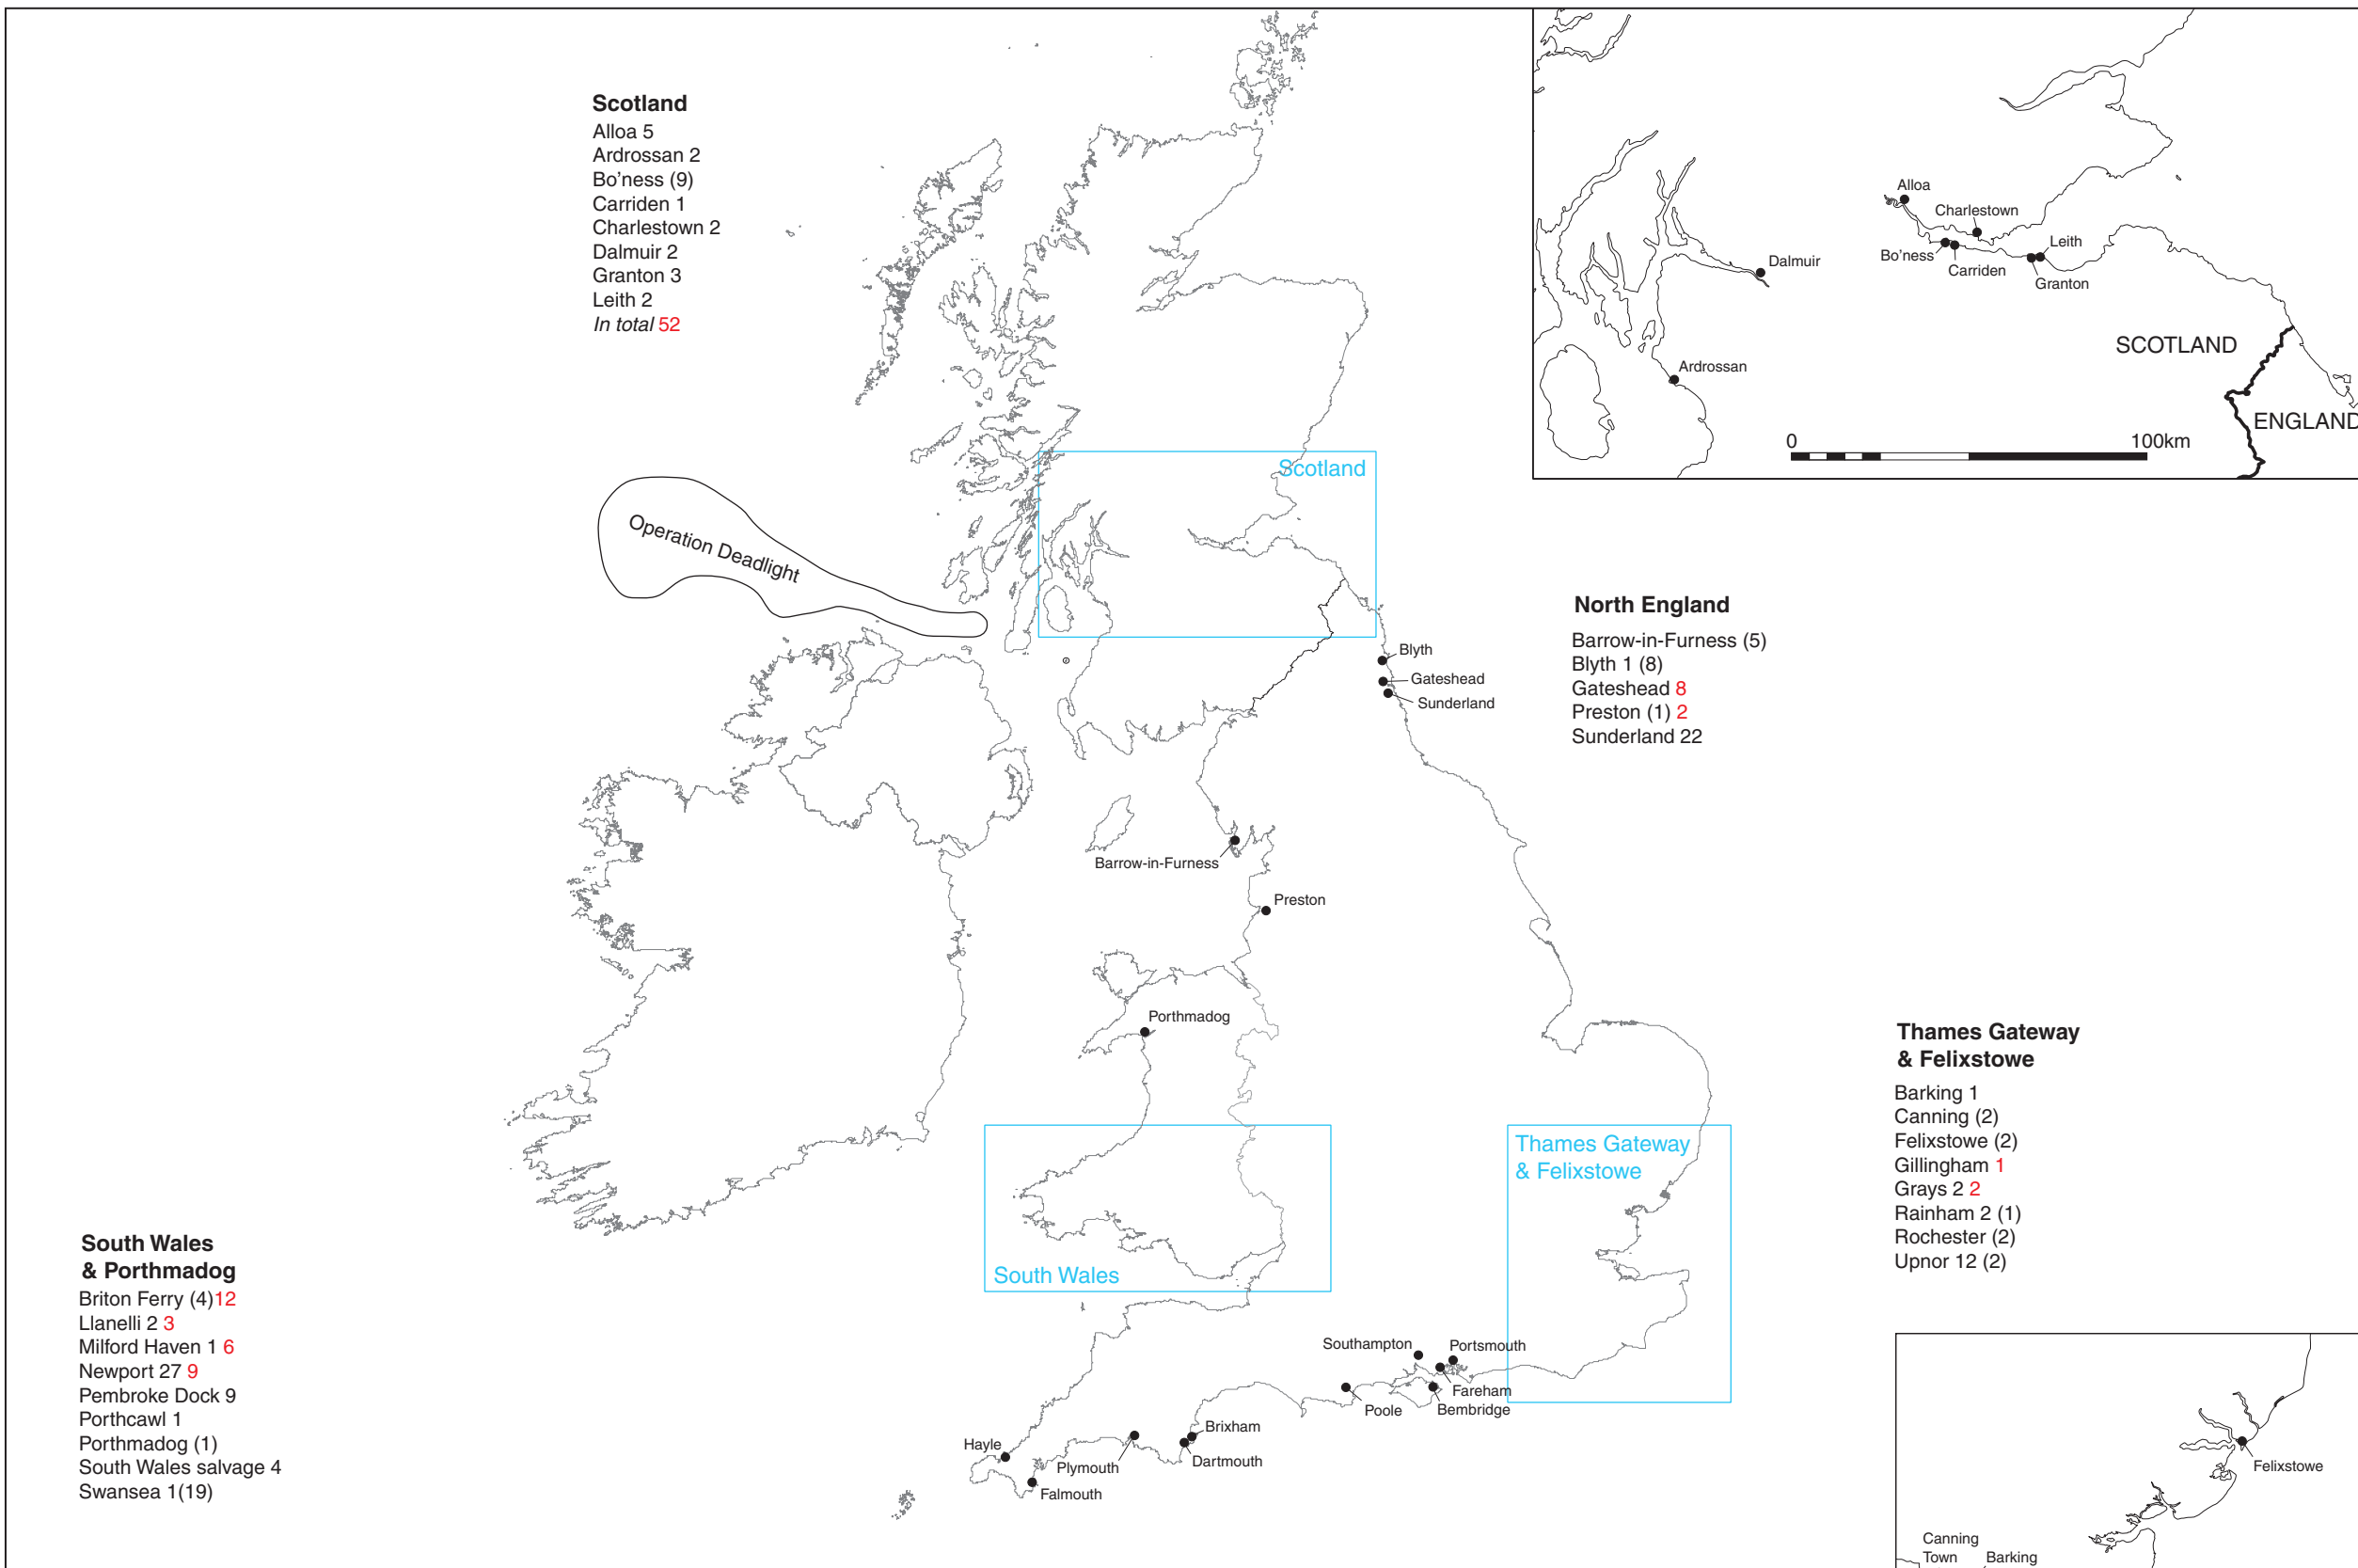 Scotland
Alloa 5
Ardrossan 2
Bo'ness (9)
Carriden 1
Charlestown 2
Dalmuir 2
Granton 3
Leith 2
In total 52
Alloa
Charlestown
Leith
Bo'ness
Carriden
Granton
Dalmuir
Ardrossan
SCOTLAND
ENGLAND
0 100km
Scotland
Operation Deadlight
North England
Barrow-in-Furness (5)
Blyth 1 (8)
Gateshead 8
Preston (1) 2
Sunderland 22
Blyth
Gateshead
Sunderland
Barrow-in-Furness
Preston
Porthmadog
Thames Gateway
& Felixstowe
Barking 1
Canning (2)
Felixstowe (2)
Gillingham 1
Grays 2 2
Rainham 2 (1)
Rochester (2)
Upnor 12 (2)
Thames Gateway
& Felixstowe
South Wales
South Wales
& Porthmadog
Briton Ferry (4)12
Llanelli 2 3
Milford Haven 1 6
Newport 27 9
Pembroke Dock 9
Porthcawl 1
Porthmadog (1)
South Wales salvage 4
Swansea 1(19)
Southampton
Portsmouth
Fareham
Bembridge
Poole
Brixham
Dartmouth
Plymouth
Hayle
Falmouth
Felixstowe
Canning
Town
Barking